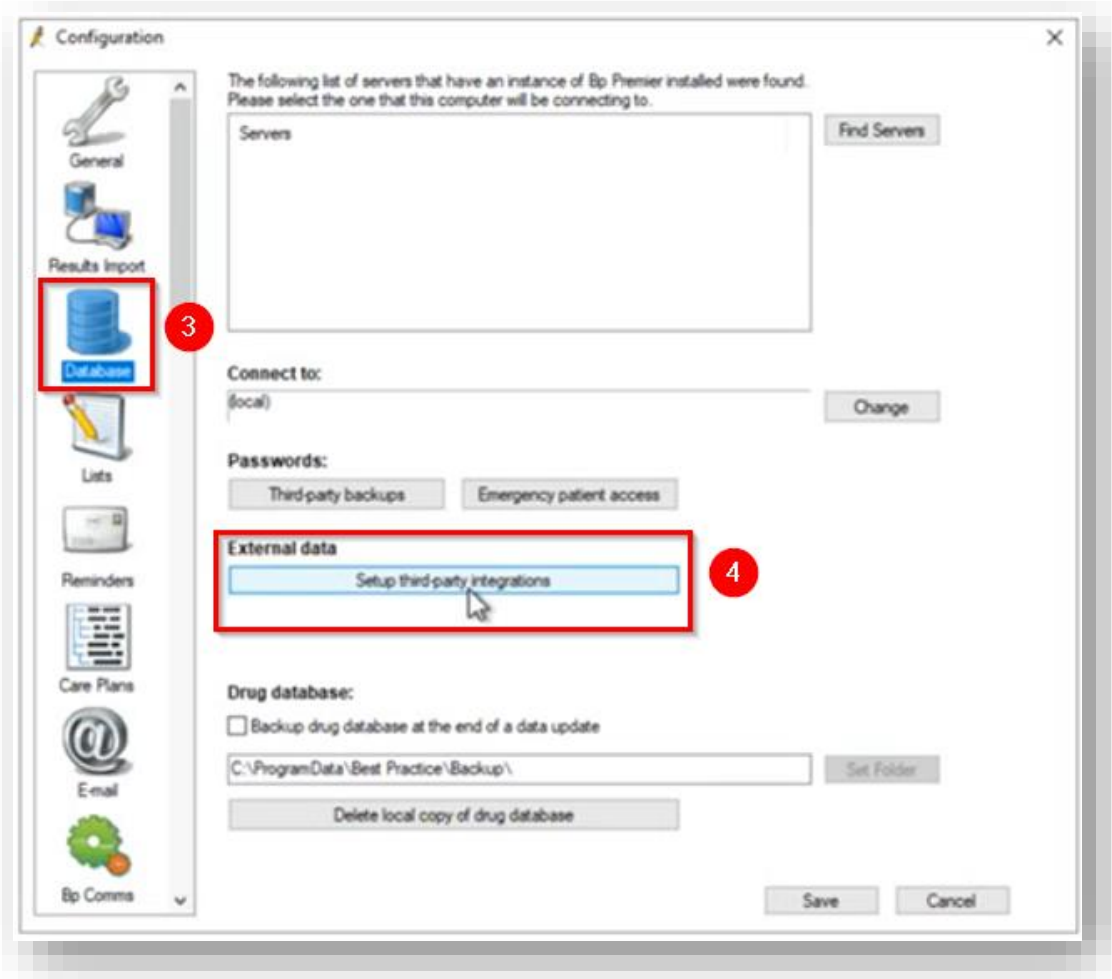 Configuration
General
Results Import
Database
3
Lists
Reminders
Care Plans
E-mail
Bp Comms
The following list of servers that have an instance of Bp Premier installed were found.
Please select the one that this computer will be connecting to.
Servers
Find Servers
Connect to:
(local)
Change
Passwords:
Third-party backups
Emergency patient access
External data
Setup third-party integrations
4
Drug database:
Backup drug database at the end of a data update
C:\ProgramData\Best Practice\Backup\
Set Folder
Delete local copy of drug database
Save
Cancel